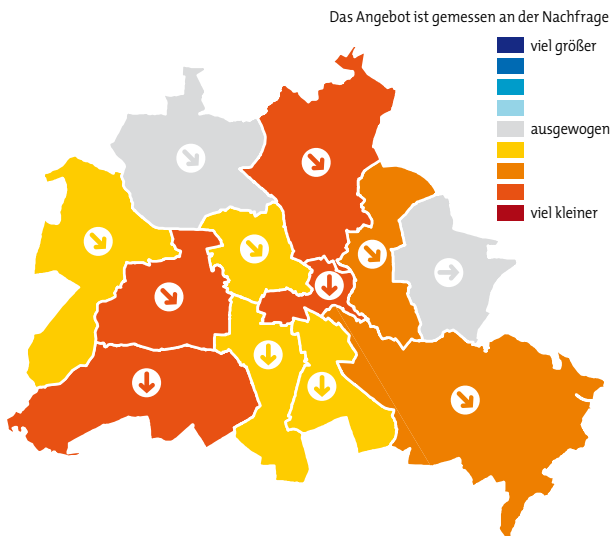 Das Angebot ist gemessen an der Nachfrage
viel größer
ausgewogen
viel kleiner